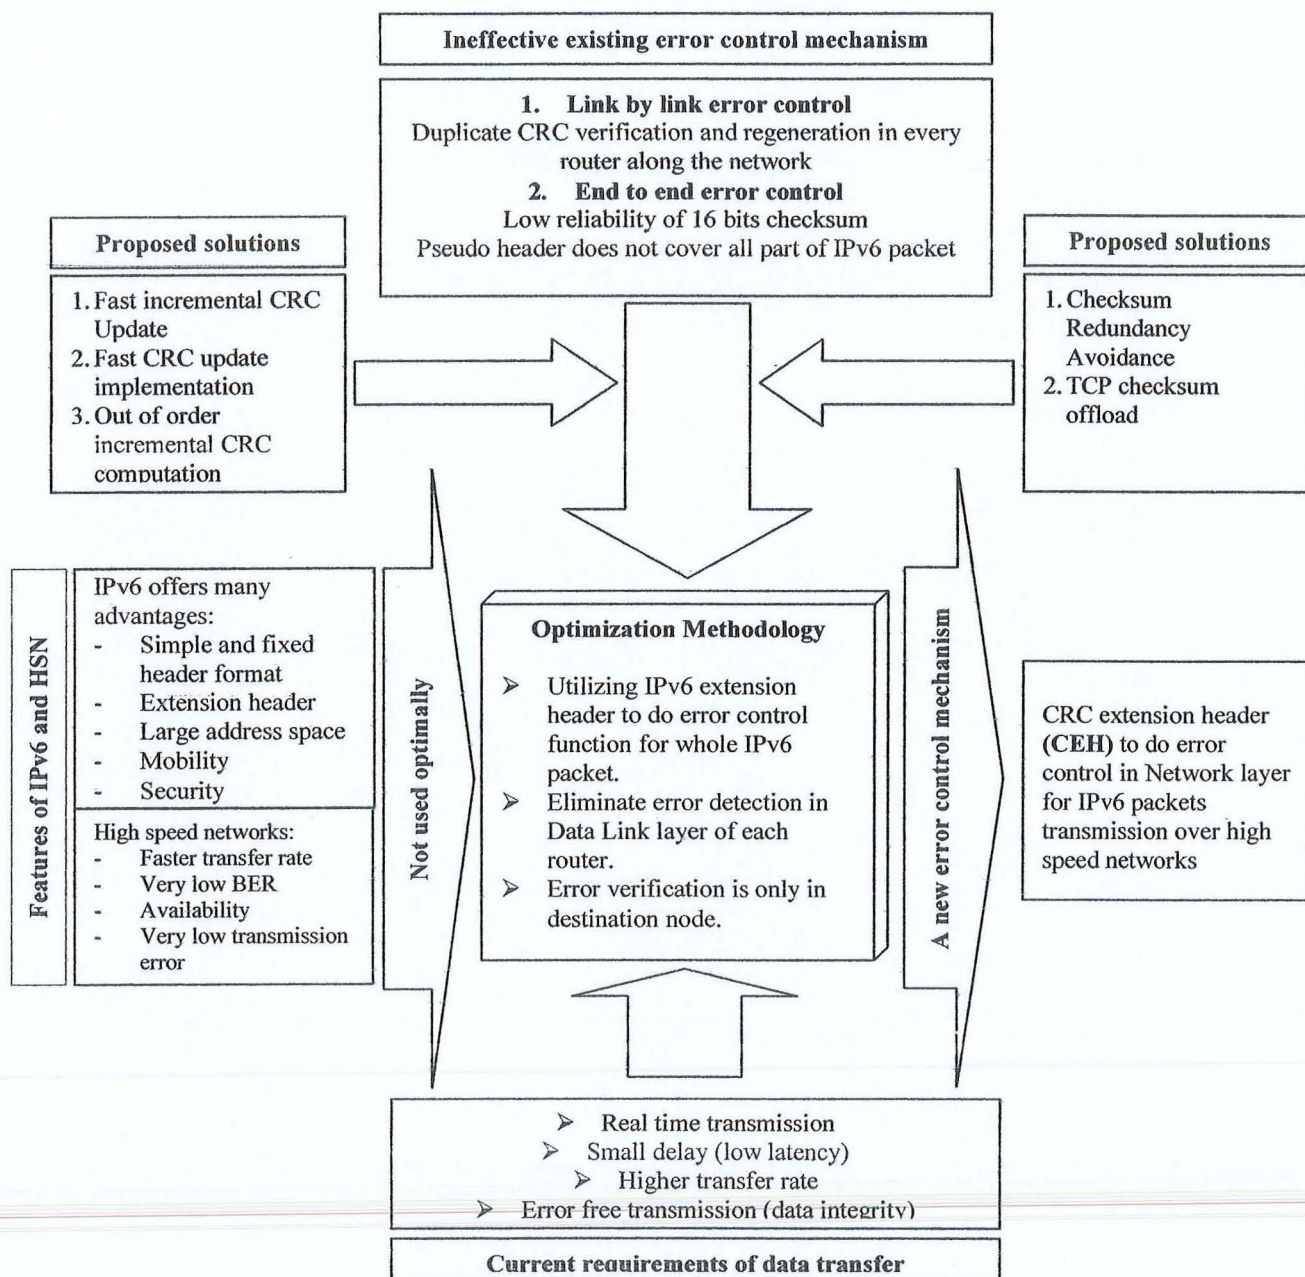 Ineffective existing error control mechanism
1. Link by link error control
Duplicate CRC verification and regeneration in every
router along the network
2. End to end error control
Low reliability of 16 bits checksum
Pseudo header does not cover all part of IPv6 packet
Proposed solutions
1. Fast incremental CRC
Update
2. Fast CRC update
implementation
3. Out of order
incremental CRC
computation
Proposed solutions
1. Checksum
Redundancy
Avoidance
2. TCP checksum
offload
Features of IPv6 and HSN
IPv6 offers many
advantages:
- Simple and fixed
header format
- Extension header
- Large address space
- Mobility
- Security
High speed networks:
- Faster transfer rate
- Very low BER
- Availability
- Very low transmission
error
Not used optimally
Optimization Methodology
➢ Utilizing IPv6 extension
header to do error control
function for whole IPv6
packet.
➢ Eliminate error detection in
Data Link layer of each
router.
➢ Error verification is only in
destination node.
A new error control mechanism
CRC extension header
(CEH) to do error
control in Network layer
for IPv6 packets
transmission over high
speed networks
➢ Real time transmission
➢ Small delay (low latency)
➢ Higher transfer rate
➢ Error free transmission (data integrity)
Current requirements of data transfer